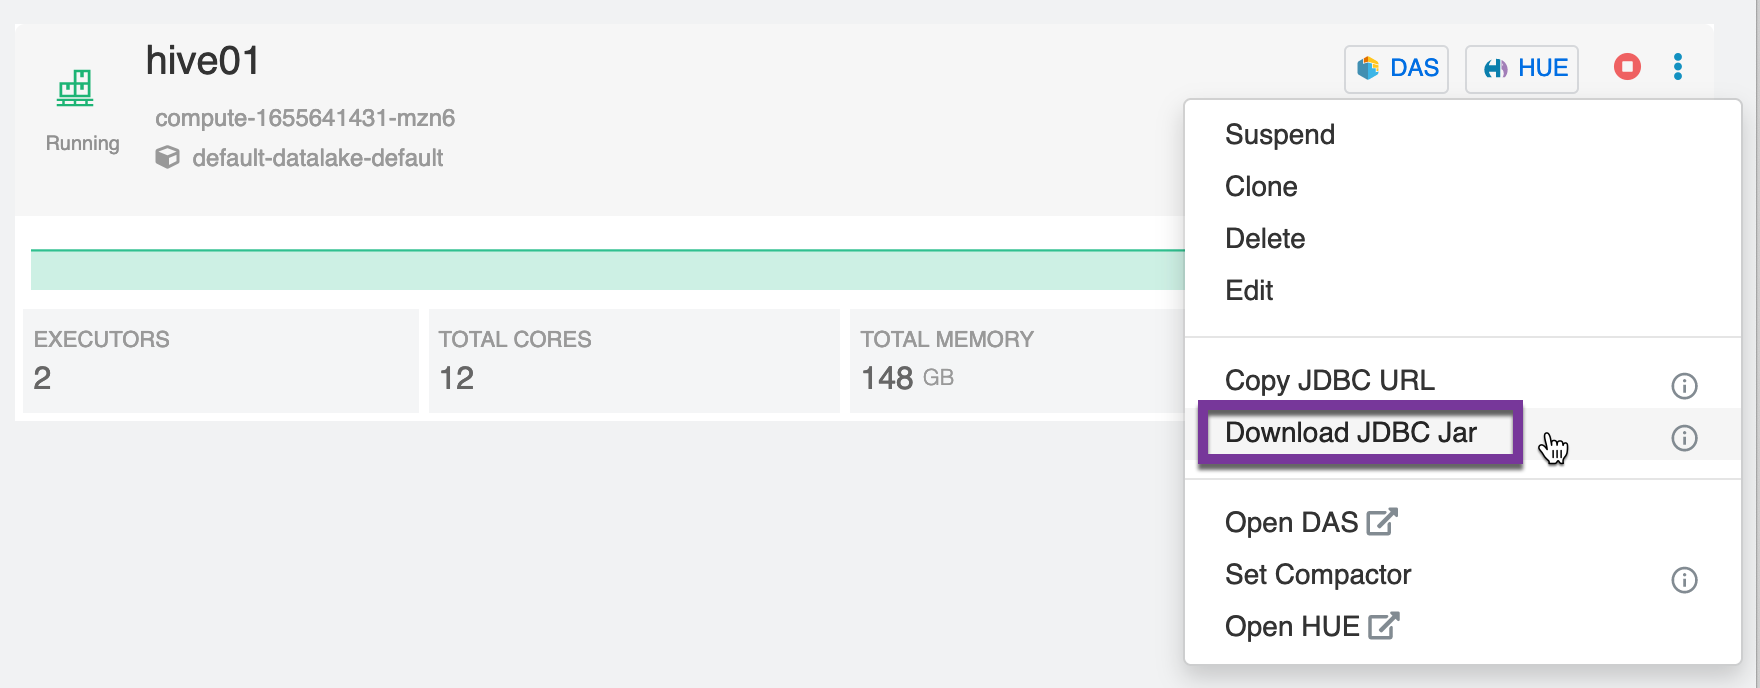 hive01
Running
compute-1655641431-mzn6
default-datalake-default
DAS
HUE
EXECUTORS
2
TOTAL CORES
12
TOTAL MEMORY
148 GB
Suspend
Clone
Delete
Edit
Copy JDBC URL
Download JDBC Jar
Open DAS
Set Compactor
Open HUE